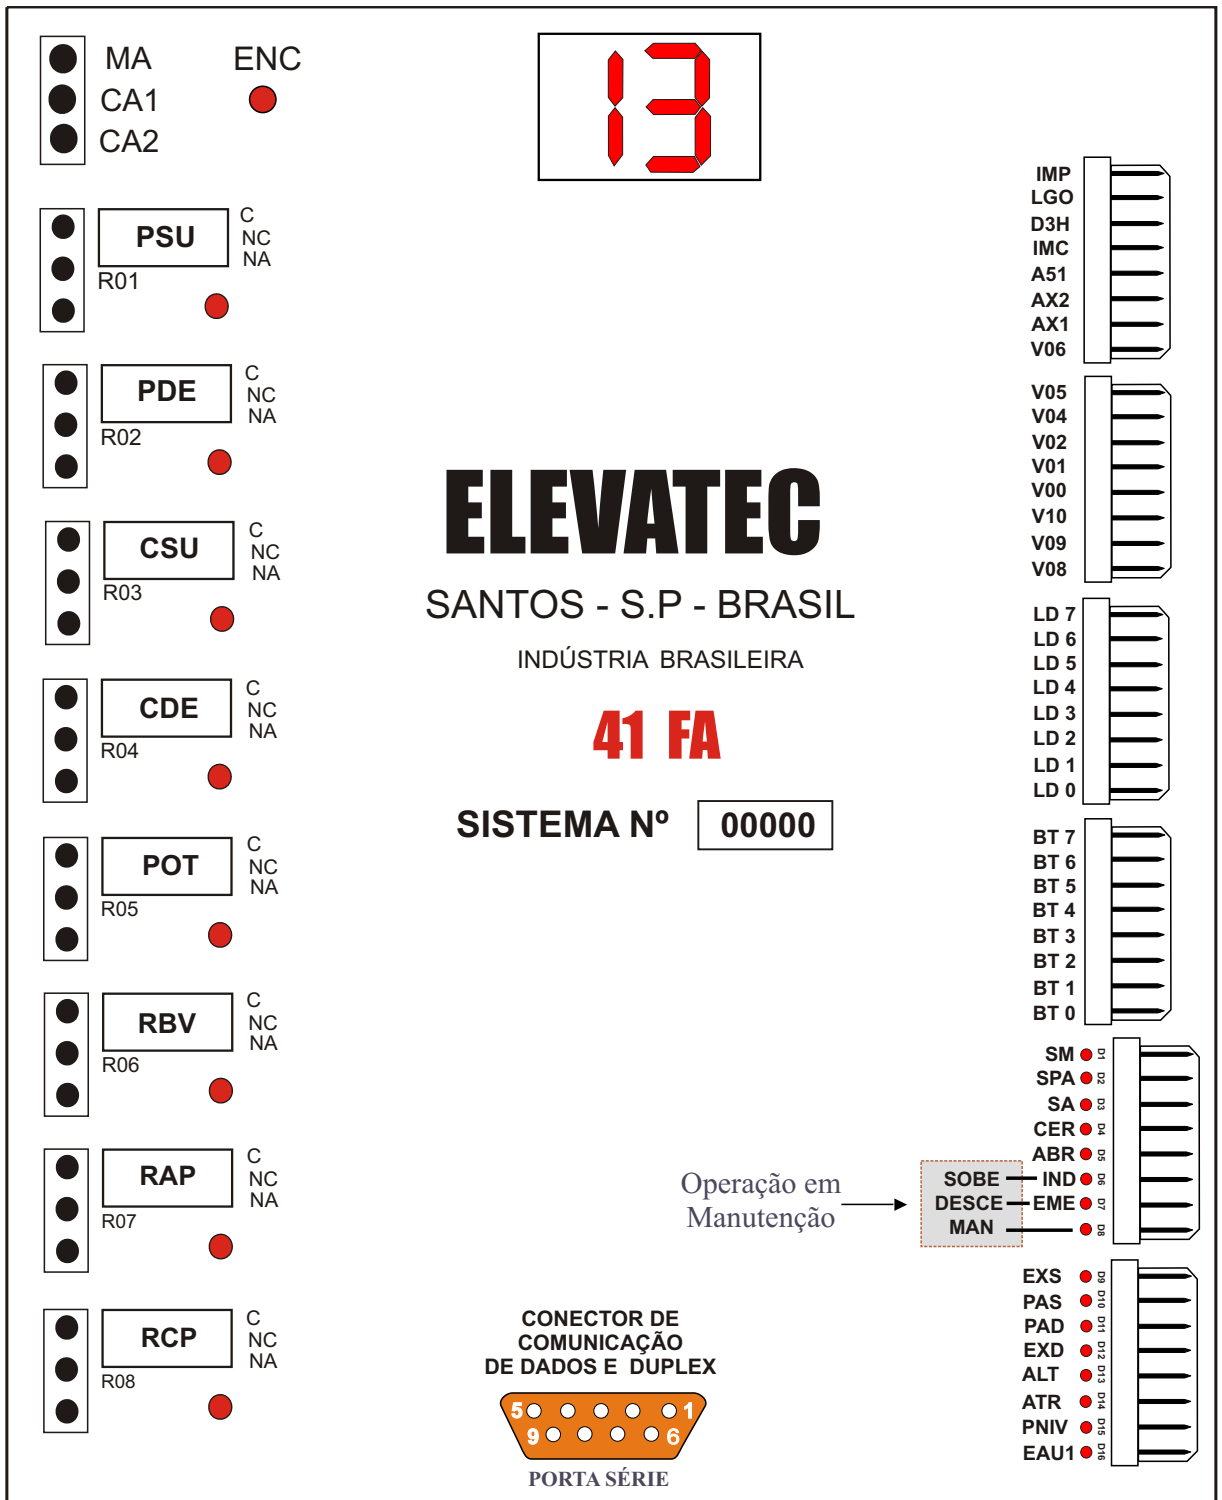 MA
CA1
CA2
ENC
13
PSU
C
NC
NA
R01
PDE
C
NC
NA
R02
CSU
C
NC
NA
R03
CDE
C
NC
NA
R04
POT
C
NC
NA
R05
RBV
C
NC
NA
R06
RAP
C
NC
NA
R07
RCP
C
NC
NA
R08
ELEVATEC
SANTOS - S.P - BRASIL
INDÚSTRIA BRASILEIRA
41 FA
SISTEMA Nº 00000
Operação em
Manutenção
SOBE
DESCE
MAN
CONECTOR DE
COMUNICAÇÃO
DE DADOS E DUPLEX
5 1
9 6
PORTA SÉRIE
IMP
LGO
D3H
IMC
A51
AX2
AX1
V06
V05
V04
V02
V01
V00
V10
V09
V08
LD 7
LD 6
LD 5
LD 4
LD 3
LD 2
LD 1
LD 0
BT 7
BT 6
BT 5
BT 4
BT 3
BT 2
BT 1
BT 0
SM D1
SPA D2
SA D3
CER D4
ABR D5
IND D6
EME D7
D8
EXS D9
PAS D10
PAD D11
EXD D12
ALT D13
ATR D14
PNIV D15
EAU1 D16